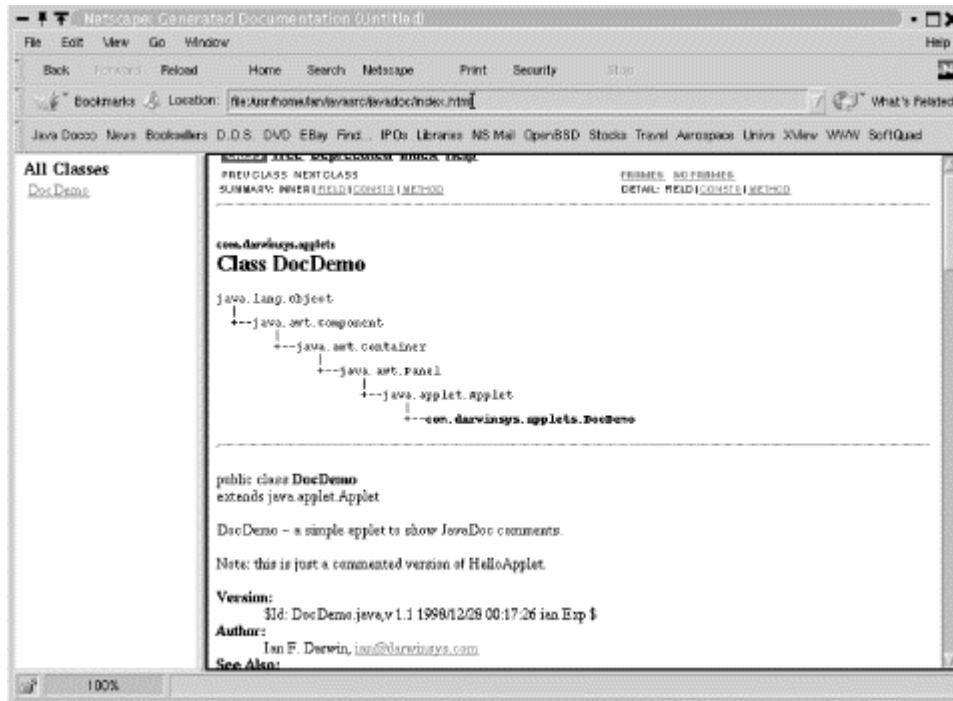 Netscape: Generated Documentation (Untitled)
File Edit View Go Window Help
Back Forward Reload Home Search Netscape Print Security Stop
Bookmarks Location: file:/usr/home/ian/javasrc/javadoc/index.html What's Related
Java Docco News Booksellers D.D.S. DVD EBay Find... IPOs Libraries NS Mail OpenBSD Stocks Travel Aerospace Univs XView WWW SoftQuad
All Classes
DocDemo
Class Tree Deprecated Index Help
PREV CLASS NEXT CLASS FRAMES NO FRAMES
SUMMARY: INNER | FIELD | CONSTR | METHOD DETAIL: FIELD | CONSTR | METHOD
com.darwinsys.applets
Class DocDemo
java.lang.Object
|
+--java.awt.Component
|
+--java.awt.Container
|
+--java.awt.Panel
|
+--java.applet.Applet
|
+--com.darwinsys.applets.DocDemo
public class DocDemo
extends java.applet.Applet
DocDemo - a simple applet to show JavaDoc comments.
Note: this is just a commented version of HelloApplet.
Version:
$Id: DocDemo.java,v 1.1 1998/12/28 00:17:26 ian Exp $
Author:
Ian F. Darwin, ian@darwinsys.com
See Also:
100%